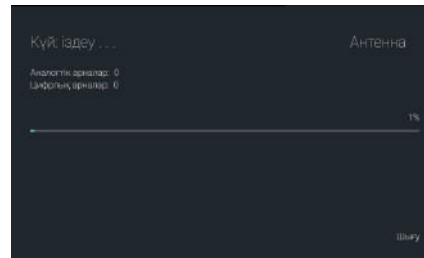 Күй: іздеу . . .
Антенна
Аналогтік арналар: 0
Цифрлық арналар: 0
1%
Шығу